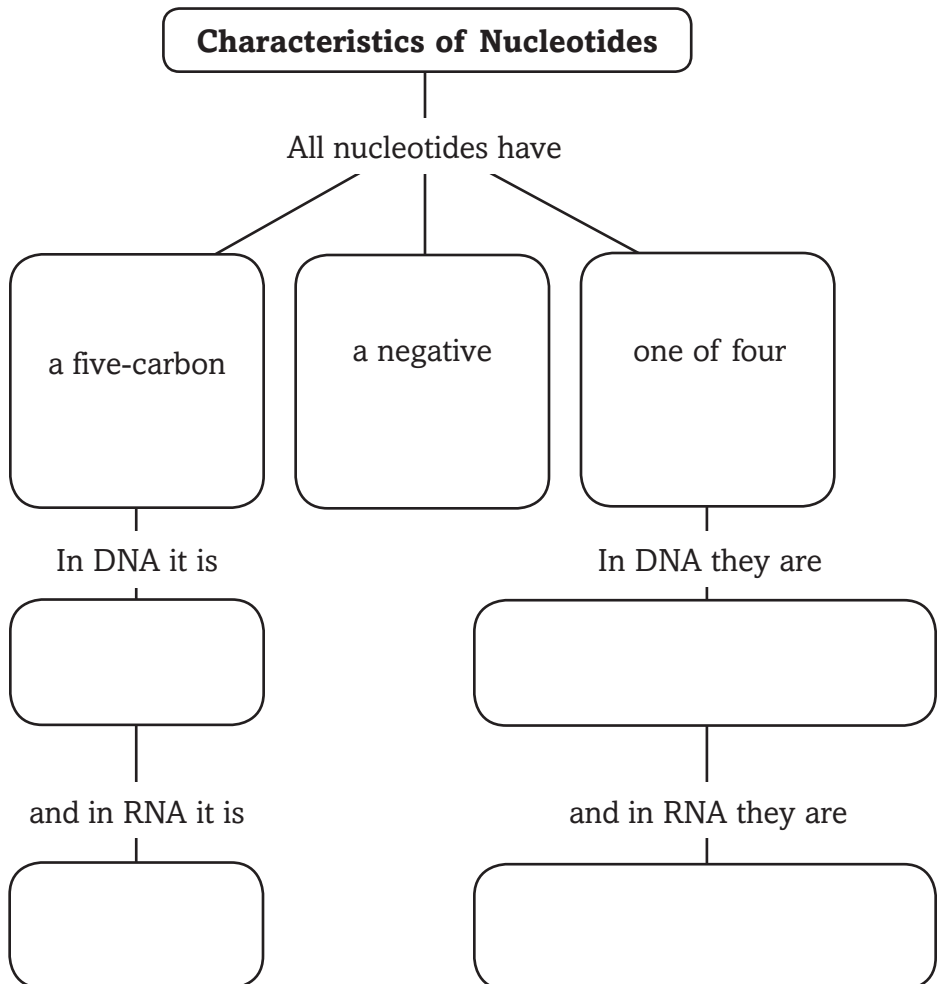 Characteristics of Nucleotides
All nucleotides have
a five-carbon
a negative
one of four
In DNA it is
In DNA they are
and in RNA it is
and in RNA they are